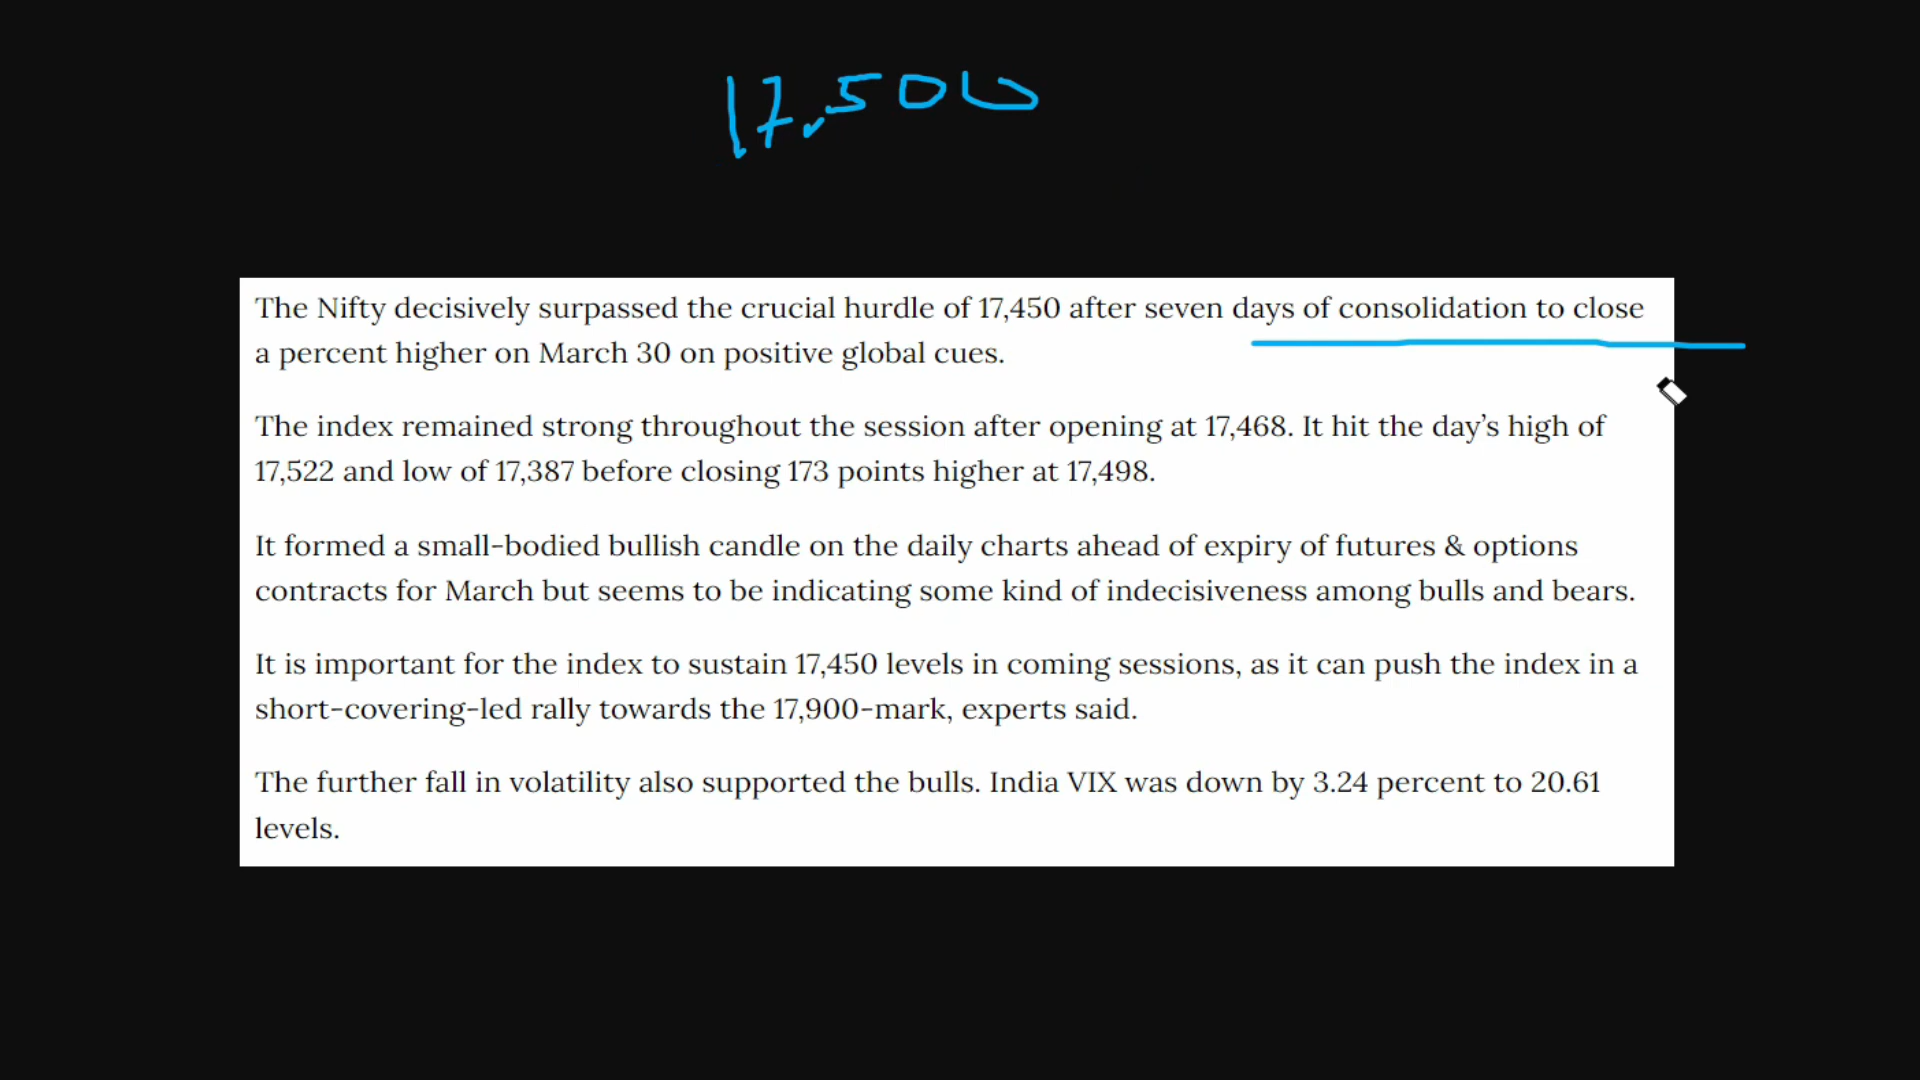 17,500
The Nifty decisively surpassed the crucial hurdle of 17,450 after seven days of consolidation to close
a percent higher on March 30 on positive global cues.
The index remained strong throughout the session after opening at 17,468. It hit the day’s high of
17,522 and low of 17,387 before closing 173 points higher at 17,498.
It formed a small-bodied bullish candle on the daily charts ahead of expiry of futures & options
contracts for March but seems to be indicating some kind of indecisiveness among bulls and bears.
It is important for the index to sustain 17,450 levels in coming sessions, as it can push the index in a
short-covering-led rally towards the 17,900-mark, experts said.
The further fall in volatility also supported the bulls. India VIX was down by 3.24 percent to 20.61
levels.